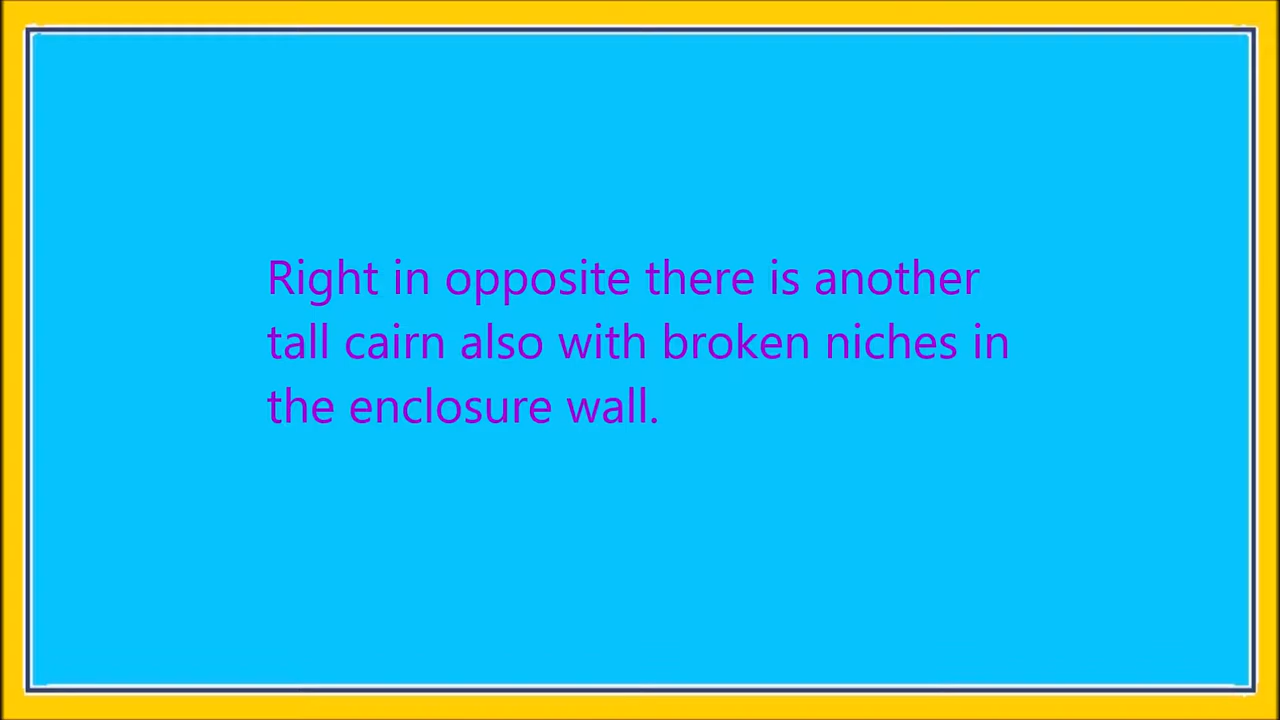 Right in opposite there is another
tall cairn also with broken niches in
the enclosure wall.